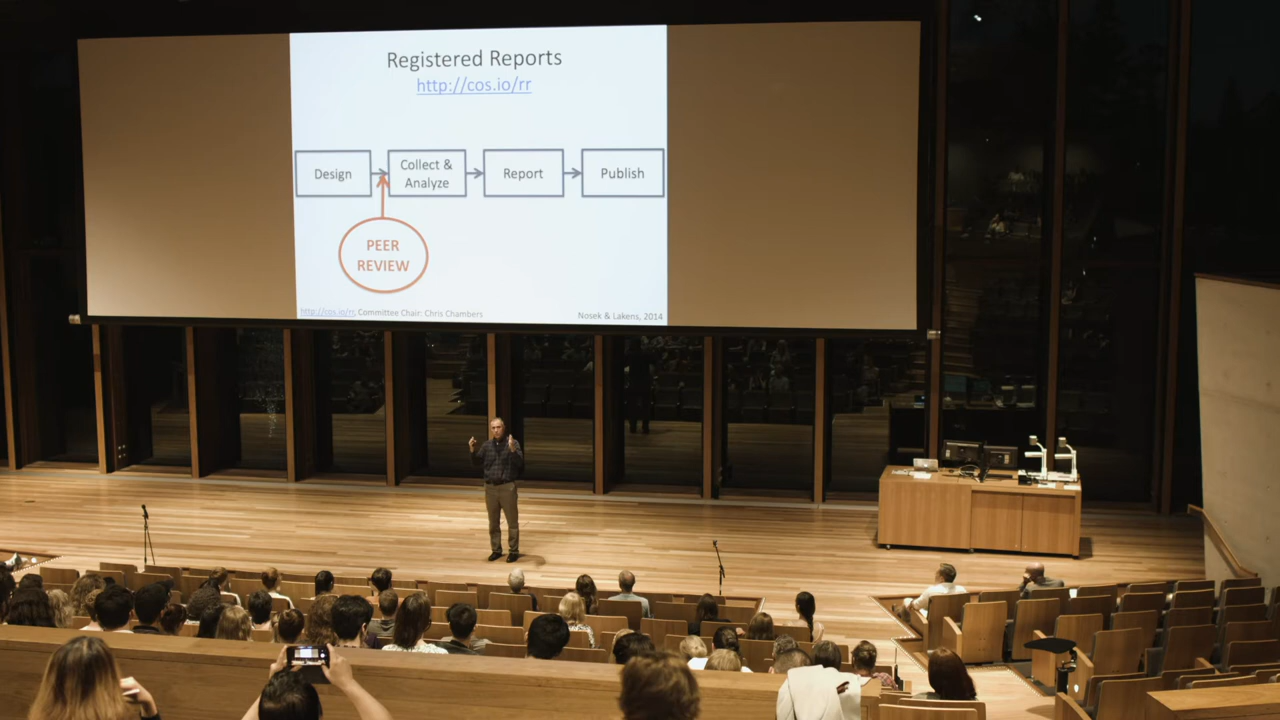 Registered Reports
http://cos.io/rr
Design
Collect &
Analyze
Report
Publish
PEER
REVIEW
http://cos.io/rr, Committee Chair: Chris Chambers
Nosek & Lakens, 2014